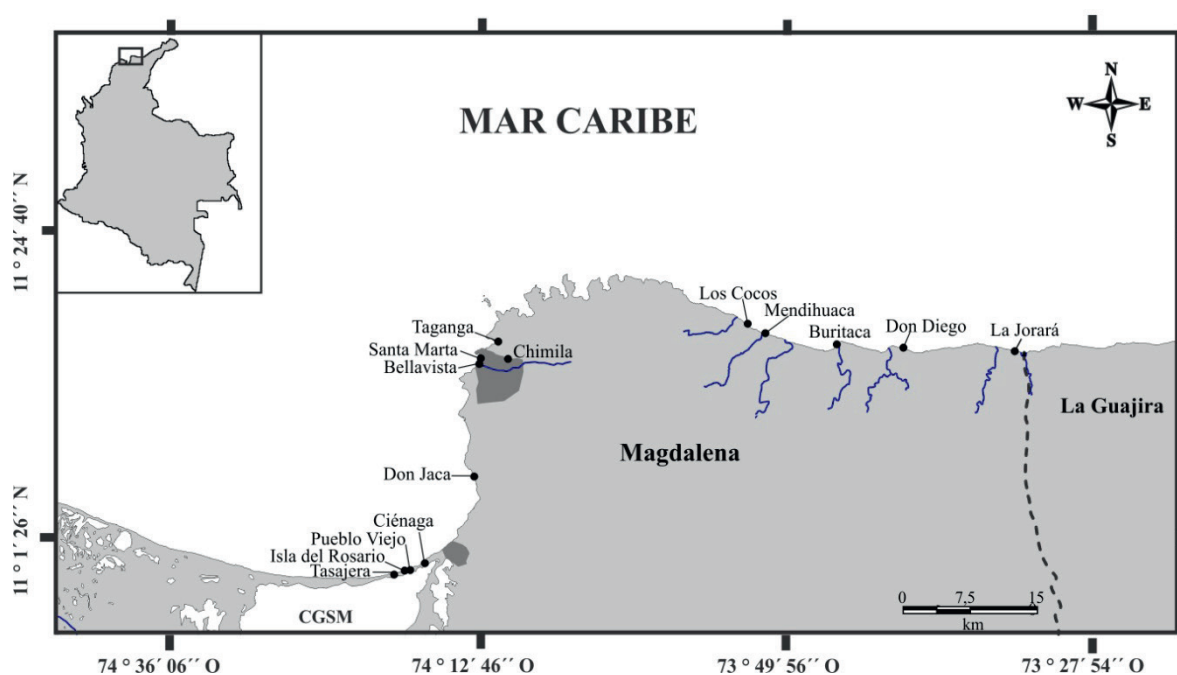 MAR CARIBE
N
W
E
S
11 ° 24´ 40´´ N
Los Cocos
Mendihuaca
Buritaca
Don Diego
La Jorará
Taganga
Santa Marta
Chimila
Bellavista
La Guajira
Magdalena
Don Jaca
Ciénaga
Pueblo Viejo
Isla del Rosario
Tasajera
11 ° 1´ 26´´ N
CGSM
0 7,5 15
km
74 ° 36´ 06´´ O
74 ° 12´ 46´´ O
73 ° 49´ 56´´ O
73 ° 27´ 54´´ O